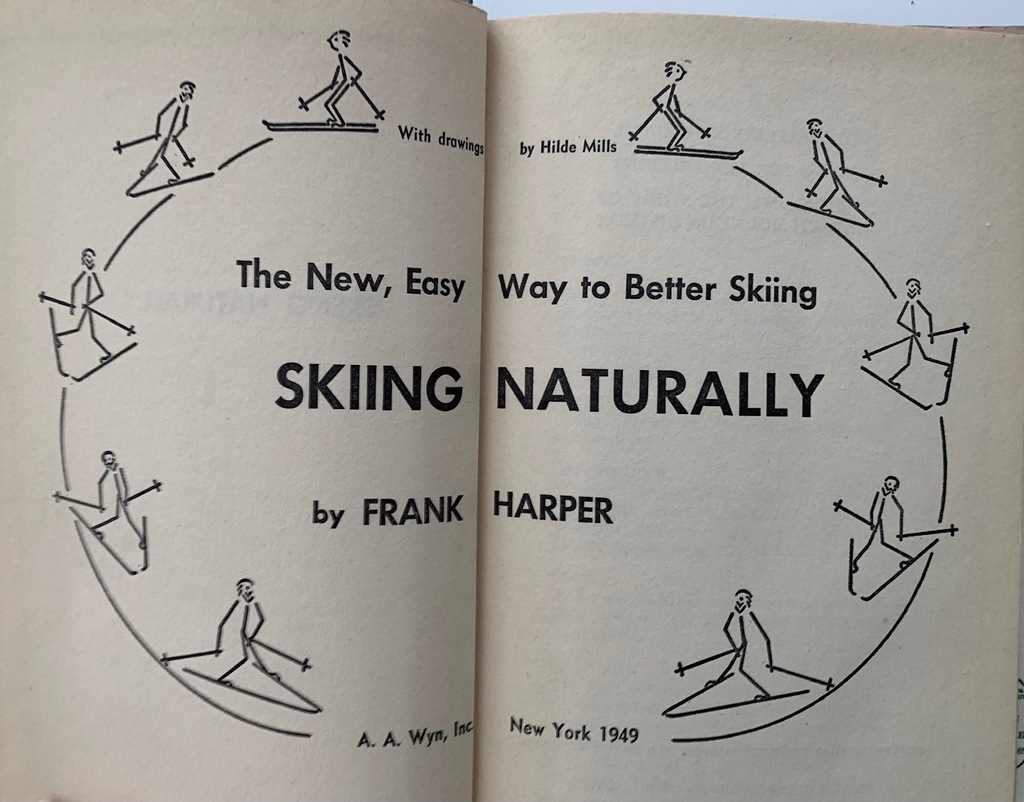 With drawings by Hilde Mills
The New, Easy Way to Better Skiing
SKIING NATURALLY
by FRANK HARPER
A. A. Wyn, Inc. New York 1949